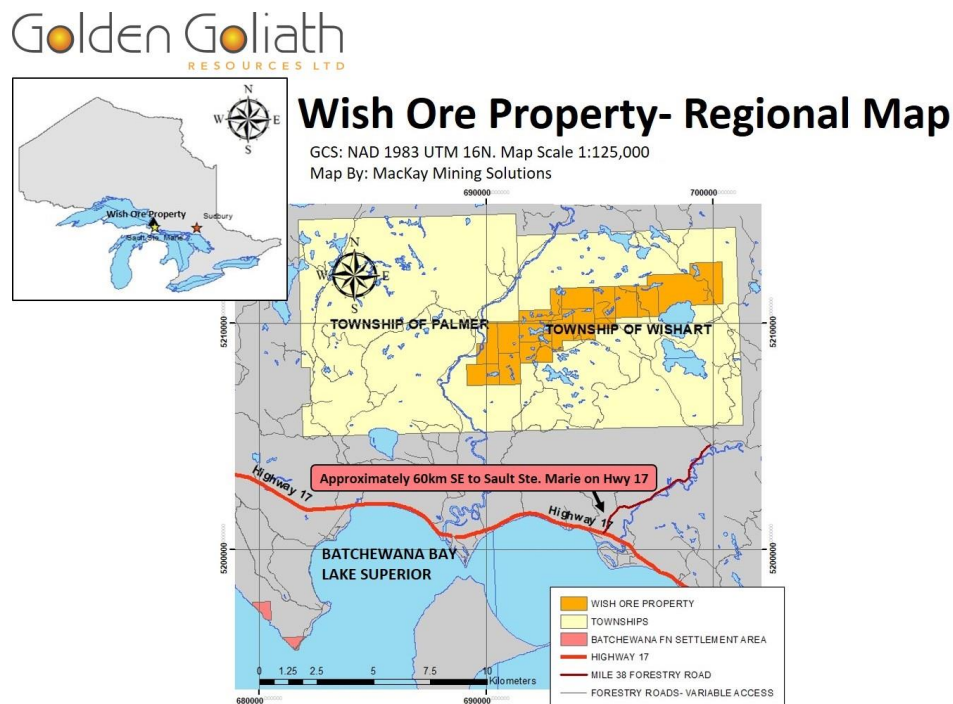 Golden Goliath
RESOURCES LTD
Wish Ore Property- Regional Map
GCS: NAD 1983 UTM 16N. Map Scale 1:125,000
Map By: MacKay Mining Solutions
N
W E
S
Wish Ore Property
Sudbury
Sault Ste. Marie
690000
700000
N
W E
S
5210000
TOWNSHIP OF PALMER
TOWNSHIP OF WISHART
5210000
Highway 17
Approximately 60km SE to Sault Ste. Marie on Hwy 17
Highway 17
5200000
BATCHEWANA BAY
LAKE SUPERIOR
5200000
WISH ORE PROPERTY
TOWNSHIPS
BATCHEWANA FN SETTLEMENT AREA
HIGHWAY 17
MILE 38 FORESTRY ROAD
FORESTRY ROADS- VARIABLE ACCESS
0 1.25 2.5 5 7.5 10
Kilometers
680000
690000